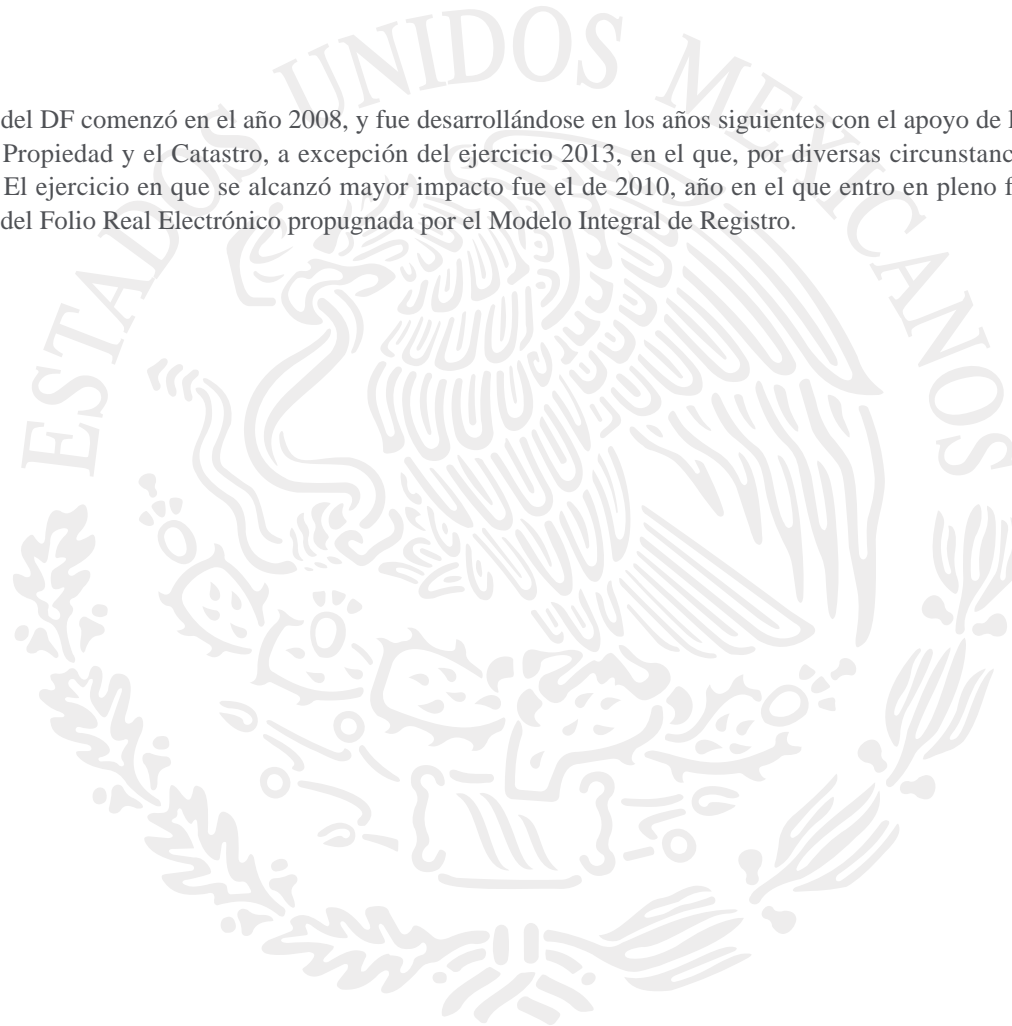 ESTADOS UNIDOS MEXICANOS
del DF comenzó en el año 2008, y fue desarrollándose en los años siguientes con el apoyo de
Propiedad y el Catastro, a excepción del ejercicio 2013, en el que, por diversas
El ejercicio en que se alcanzó mayor impacto fue el de 2010, año en el que entro en pleno
del Folio Real Electrónico propugnada por el Modelo Integral de Registro.